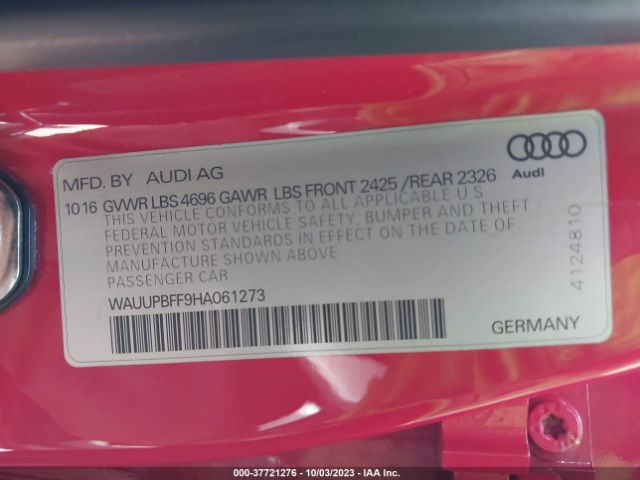 MFD. BY AUDI AG
Audi
10 16 GVWR LBS 4696 GAWR LBS FRONT 2425 /REAR 2326
THIS VEHICLE CONFORMS TO ALL APPLICABLE U.S.
FEDERAL MOTOR VEHICLE SAFETY, BUMPER AND THEFT
PREVENTION STANDARDS IN EFFECT ON THE DATE OF
MANUFACTURE SHOWN ABOVE
PASSENGER CAR
WAUUPBFF9HA061273
GERMANY
4124810
000-37721276 - 10/03/2023 - IAA Inc.